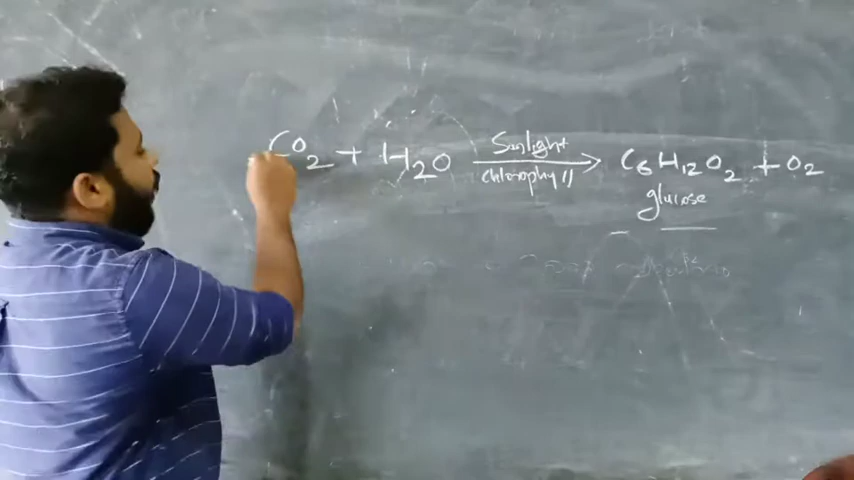 CO2 + H2O Sunlight chlorophyll → C6H12O2 + O2
glucose